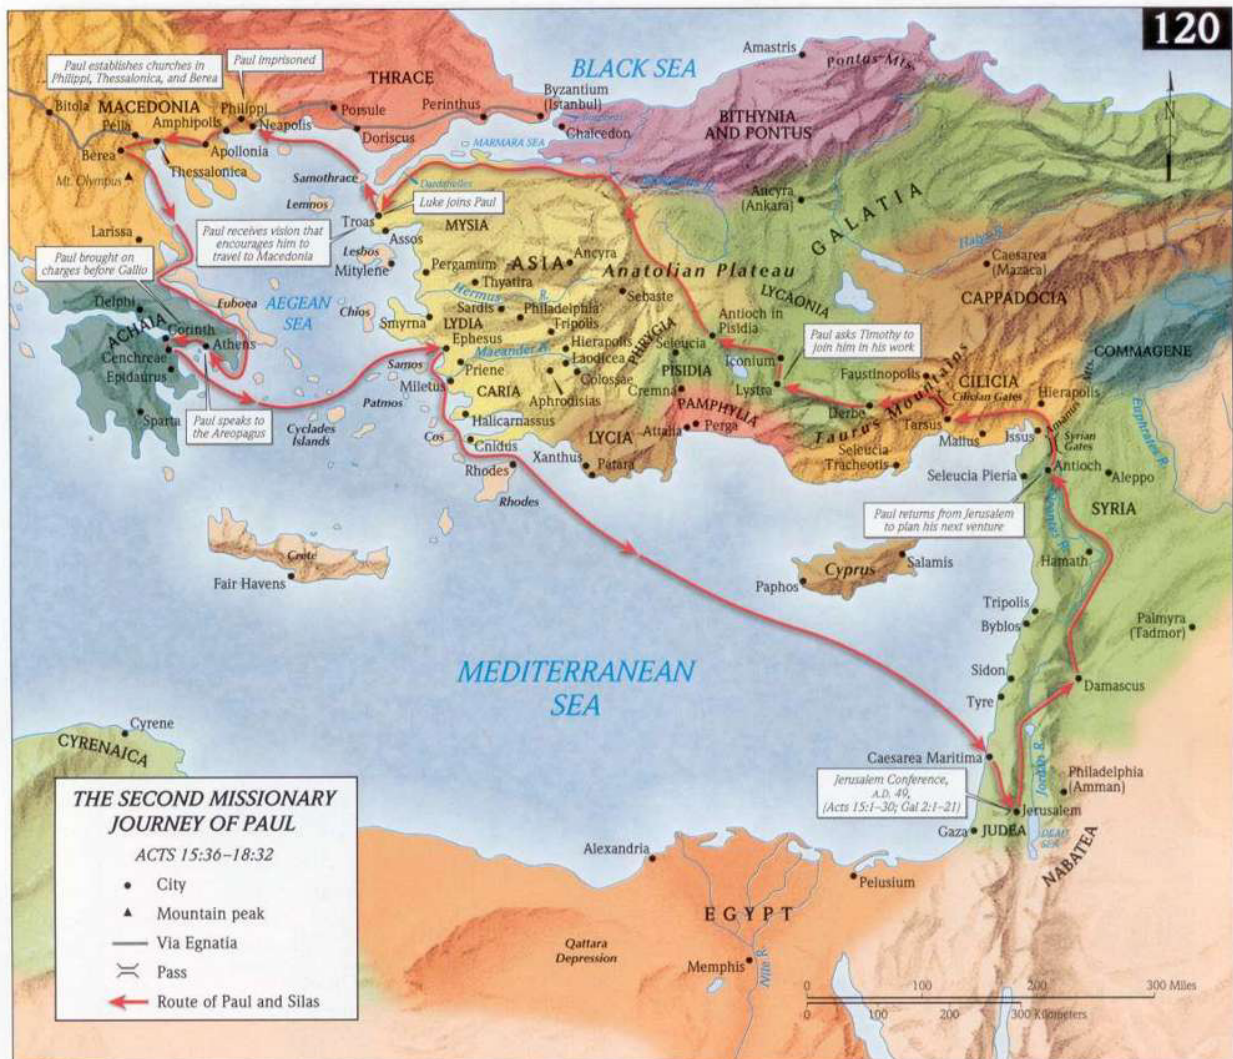 120
BLACK SEA
Amastris
Pontus Mts.
N
Paul establishes churches in
Philippi, Thessalonica, and Berea
Paul imprisoned
THRACE
Byzantium
(Istanbul)
BITHYNIA
AND PONTUS
Bitola
MACEDONIA
Philippi
Porsule
Perinthus
Pella
Amphipolis
Neapolis
Doriscus
Chalcedon
Berea
Apollonia
MARMARA SEA
Mt. Olympus
Thessalonica
Samothrace
Dardanelles
Ancyra
(Ankara)
GALATIA
Lemnos
Luke joins Paul
Troas
MYSIA
Halys R.
Larissa
Paul receives vision that
encourages him to
travel to Macedonia
Assos
Lesbos
Mitylene
Paul brought on
charges before Gallio
Pergamum
ASIA
Ancyra
Anatolian Plateau
Caesarea
(Mazaca)
Thyatira
LYCAONIA
CAPPADOCIA
Delphi
Euboea
AEGEAN
SEA
Chios
Hermus R.
Sebaste
Sardis
Philadelphia
Smyrna
LYDIA
Tripolis
PHRYGIA
Antioch in
Pisidia
Paul asks Timothy to
join him in his work
ACHAIA
Corinth
Athens
Ephesus
Hierapolis
Seleucia
COMMAGENE
Cenchreae
Samos
Maeander R.
Laodicea
PISIDIA
Iconium
Faustinopolis
CILICIA
Cilician Gates
Hierapolis
Epidaurus
Priene
Colossae
Miletus
CARIA
Cremna
Lystra
Taurus Mountains
Amanus Mts.
Euphrates R.
Patmos
Aphrodisias
PAMPHYLIA
Derbe
Tarsus
Sparta
Paul speaks to
the Areopagus
Cyclades
Islands
Halicarnassus
Attalia
Perga
Mallus
Issus
Syrian
Gates
Cos
Cnidus
LYCIA
Seleucia
Tracheotis
Antioch
Aleppo
Rhodes
Xanthus
Patara
Seleucia Pieria
Rhodes
SYRIA
Paul returns from Jerusalem
to plan his next venture
Orontes R.
Crete
Hamath
Fair Havens
Cyprus
Salamis
Paphos
Tripolis
Byblos
Palmyra
(Tadmor)
MEDITERRANEAN
SEA
Sidon
Damascus
Tyre
Cyrene
CYRENAICA
Caesarea Maritima
Jordan R.
Philadelphia
(Amman)
Jerusalem Conference,
A.D. 49,
(Acts 15:1–30; Gal 2:1–21)
Jerusalem
Gaza
JUDEA
DEAD
SEA
NABATEA
Alexandria
Pelusium
EGYPT
Qattara
Depression
Memphis
Nile R.
THE SECOND MISSIONARY
JOURNEY OF PAUL
ACTS 15:36–18:32
City
Mountain peak
Via Egnatia
Pass
Route of Paul and Silas
0 100 200 300 Miles
0 100 200 300 Kilometers